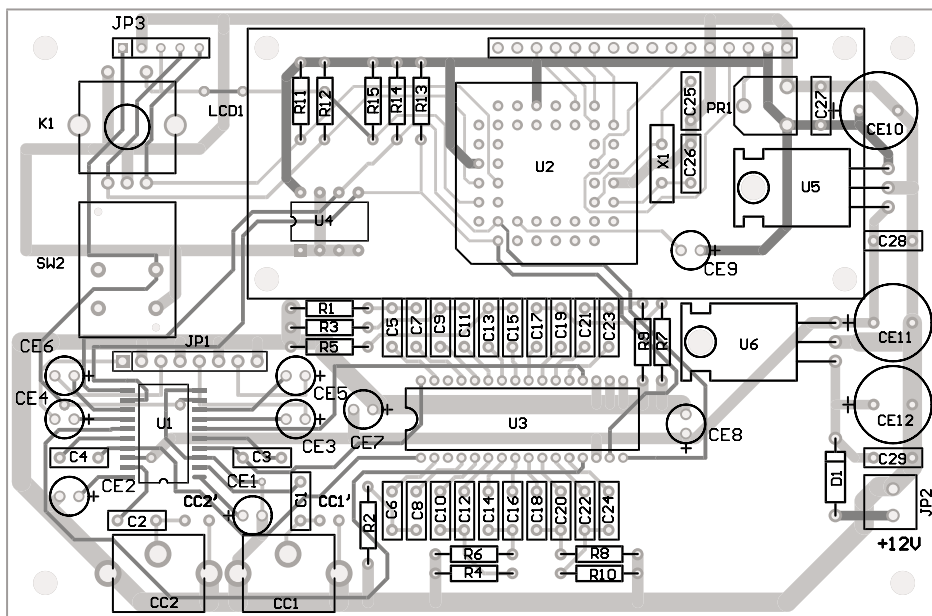 JP3
K1
LCD1
R11
R12
R15
R14
R13
U2
X1
C25
C26
PR1
C27
CE10
U5
U4
SW2
CE9
C28
R1
R3
R5
C5
C7
C9
C11
C13
C15
C17
C19
C21
C23
R9
R7
U6
CE11
CE6
JP1
CE4
U1
CE5
CE3
CE7
U3
CE8
CE12
C4
C3
CE2
CE1
CC2'
C1
CC1'
C2
R2
C6
C8
C10
C12
C14
C16
C18
C20
C22
C24
D1
C29
JP2
+12V
R6
R4
R8
R10
CC2
CC1